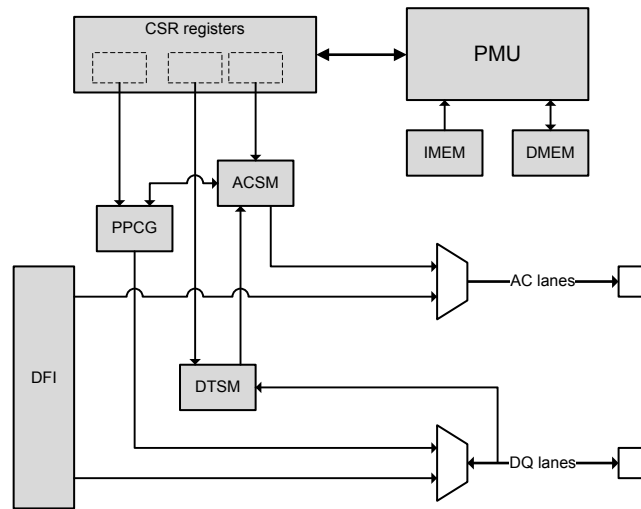 CSR registers
PMU
IMEM
DMEM
ACSM
PPCG
AC lanes
DFI
DTSM
DQ lanes